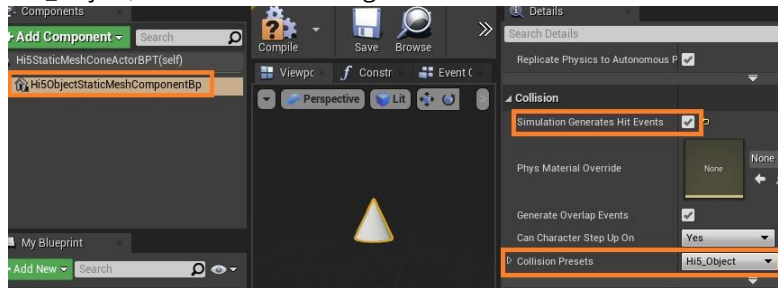 Components
Details
+Add Component
Search
Compile
Save
Browse
Search Details
Hi5StaticMeshConeActorBPT(self)
Replicate Physics to Autonomous P
Hi5ObjectStaticMeshComponentBp
Constr
Event
Perspective
Lit
Collision
Simulation Generates Hit Events
Phys Material Override
None
None
Generate Overlap Events
Can Character Step Up On
Yes
My Blueprint
Add New
Search
Collision Presets
Hi5_Object